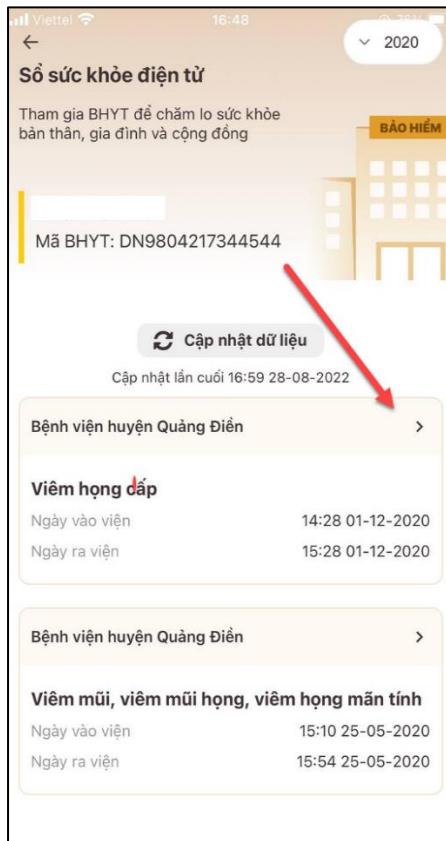 Viettel 16:48 78%
2020
Sổ sức khỏe điện tử
Tham gia BHYT để chăm lo sức khỏe
bản thân, gia đình và cộng đồng
BẢO HIỂM
Mã BHYT: DN9804217344544
Cập nhật dữ liệu
Cập nhật lần cuối 16:59 28-08-2022
Bệnh viện huyện Quảng Điền
Viêm họng cấp
Ngày vào viện 14:28 01-12-2020
Ngày ra viện 15:28 01-12-2020
Bệnh viện huyện Quảng Điền
Viêm mũi, viêm mũi họng, viêm họng mãn tính
Ngày vào viện 15:10 25-05-2020
Ngày ra viện 15:54 25-05-2020